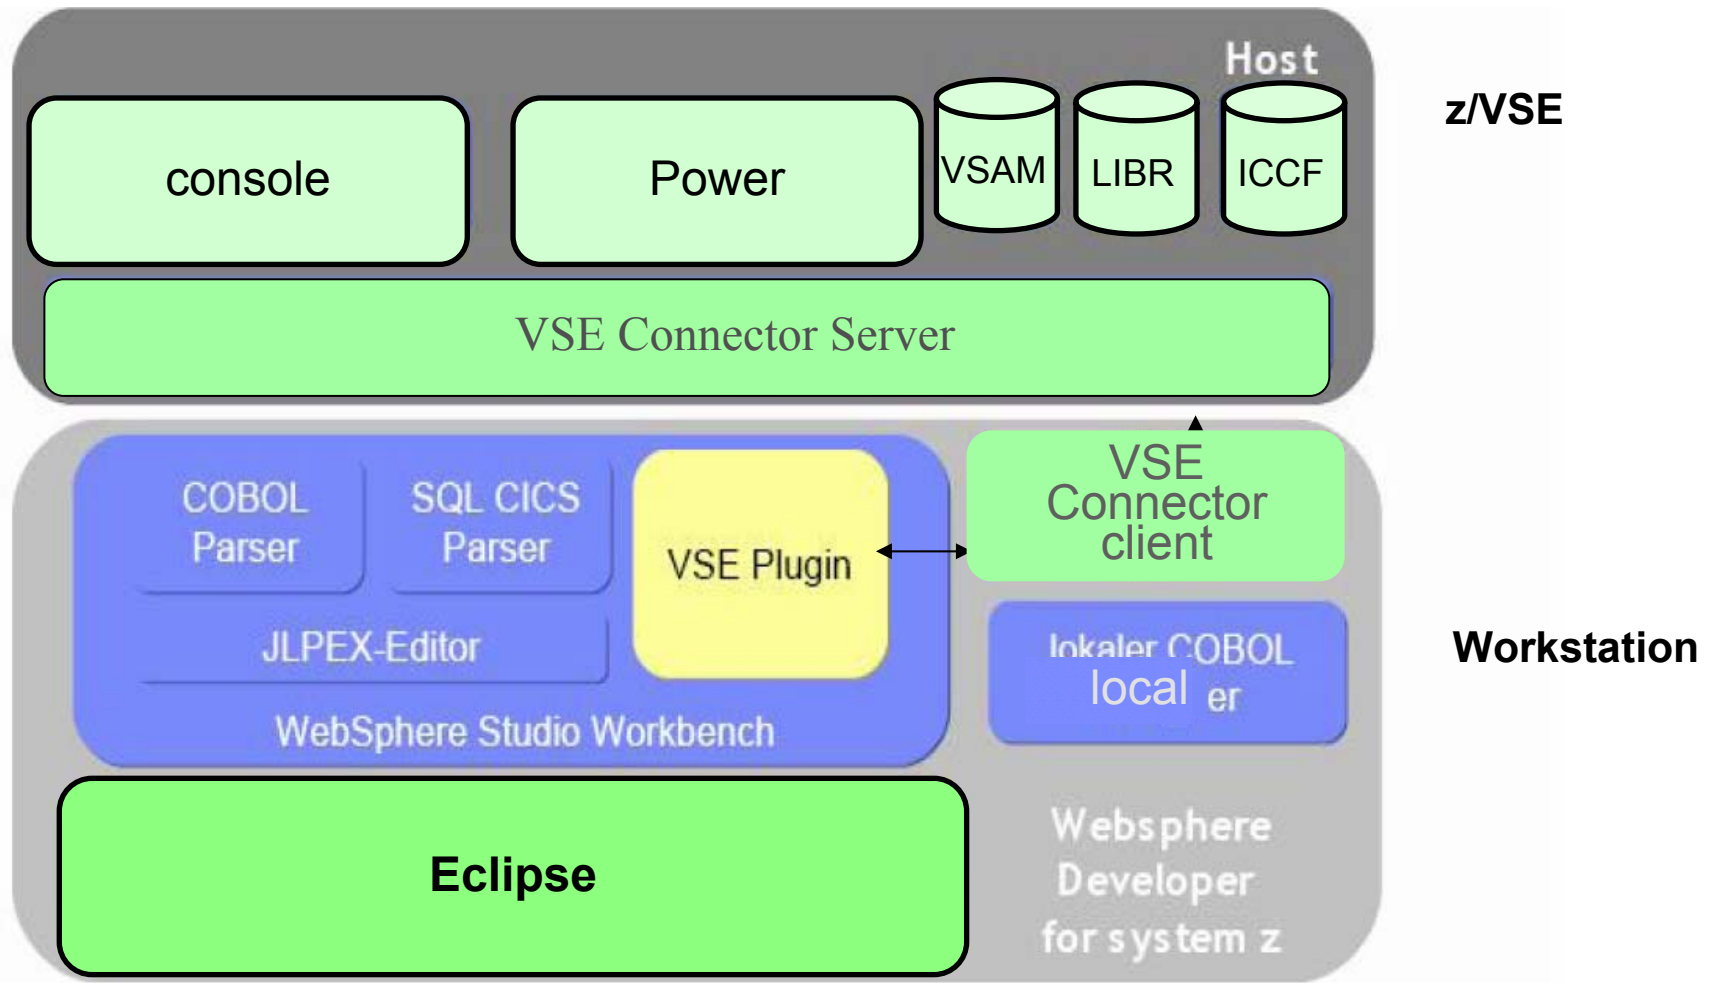 Host
z/VSE
console
Power
VSAM
LIBR
ICCF
VSE Connector Server
COBOL
Parser
SQL CICS
Parser
VSE Plugin
VSE
Connector
client
JLPEX-Editor
lokaler COBOL
local er
Workstation
WebSphere Studio Workbench
Eclipse
Websphere
Developer
for system z